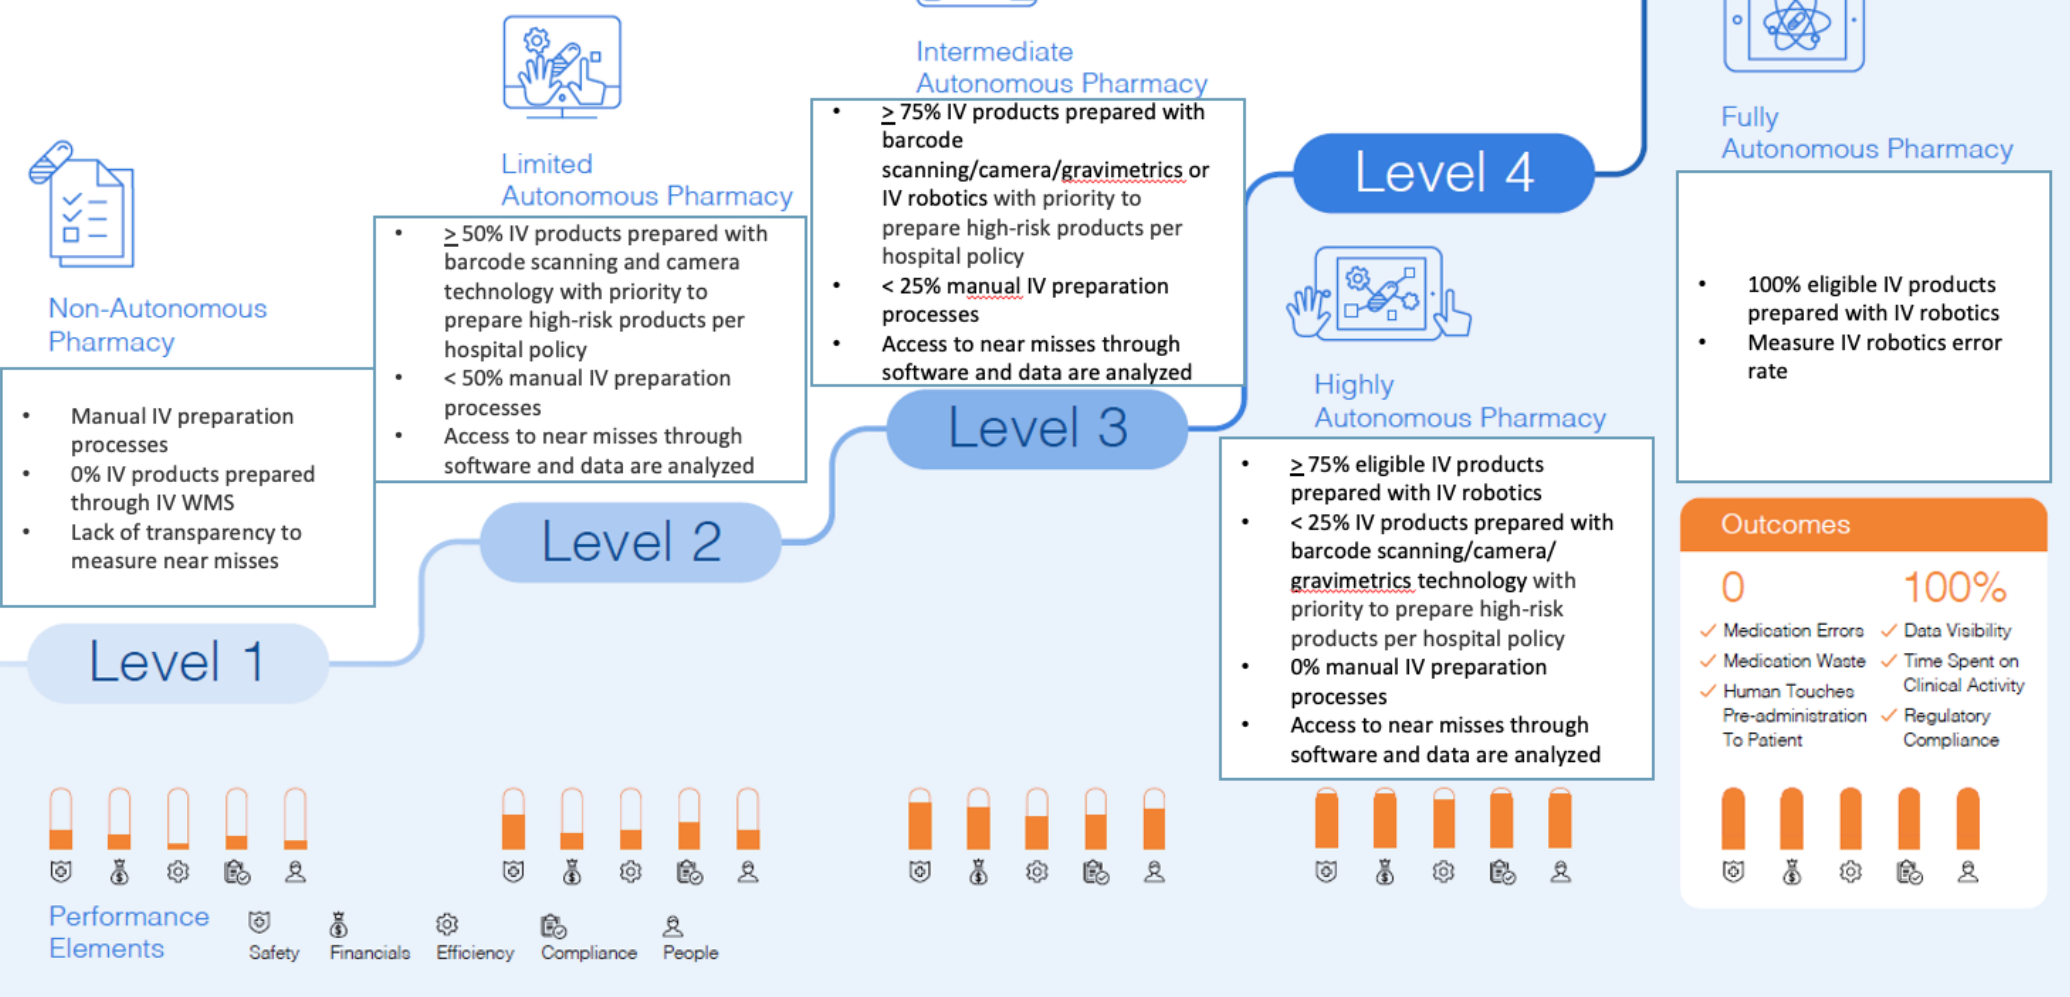 Non-Autonomous
Pharmacy
• Manual IV preparation
processes
• 0% IV products prepared
through IV WMS
• Lack of transparency to
measure near misses
Level 1
Limited
Autonomous Pharmacy
• ≥ 50% IV products prepared with
barcode scanning and camera
technology with priority to
prepare high-risk products per
hospital policy
• < 50% manual IV preparation
processes
• Access to near misses through
software and data are analyzed
Level 2
Intermediate
Autonomous Pharmacy
• ≥ 75% IV products prepared with
barcode
scanning/camera/gravimetrics or
IV robotics with priority to
prepare high-risk products per
hospital policy
• < 25% manual IV preparation
processes
• Access to near misses through
software and data are analyzed
Level 3
Level 4
Highly
Autonomous Pharmacy
• ≥ 75% eligible IV products
prepared with IV robotics
• < 25% IV products prepared with
barcode scanning/camera/
gravimetrics technology with
priority to prepare high-risk
products per hospital policy
• 0% manual IV preparation
processes
• Access to near misses through
software and data are analyzed
Fully
Autonomous Pharmacy
• 100% eligible IV products
prepared with IV robotics
• Measure IV robotics error
rate
Outcomes
0
Medication Errors
Medication Waste
Human Touches
Pre-administration
To Patient
100%
Data Visibility
Time Spent on
Clinical Activity
Regulatory
Compliance
Performance
Elements
Safety
Financials
Efficiency
Compliance
People